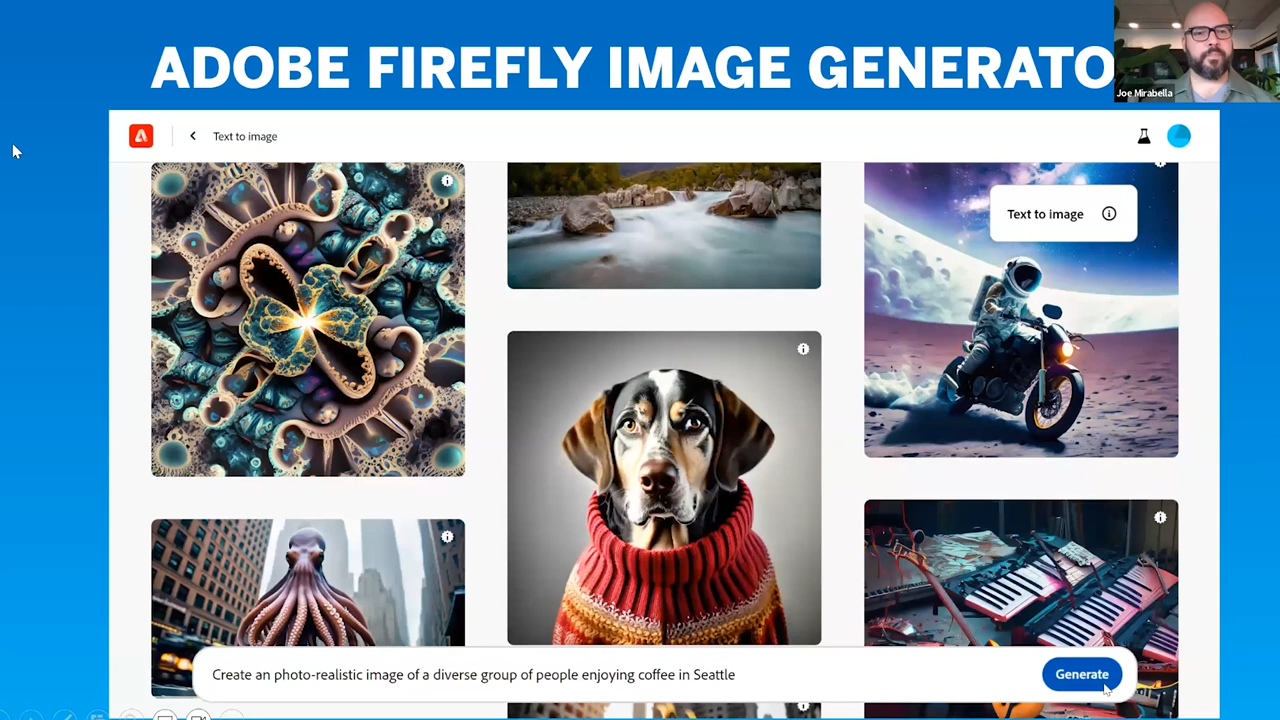 ADOBE FIREFLY IMAGE GENERATO
Joe Mirabella
Text to image
Text to image
Create an photo-realistic image of a diverse group of people enjoying coffee in Seattle
Generate